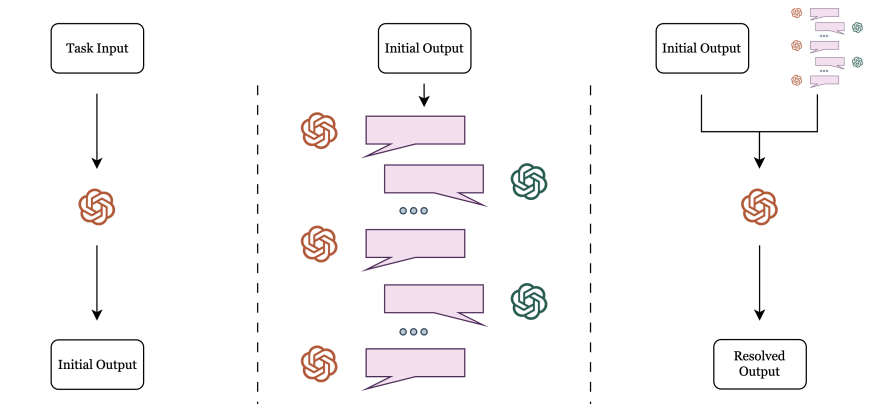 Task Input
Initial Output
Initial Output
Initial Output
Resolved
Output